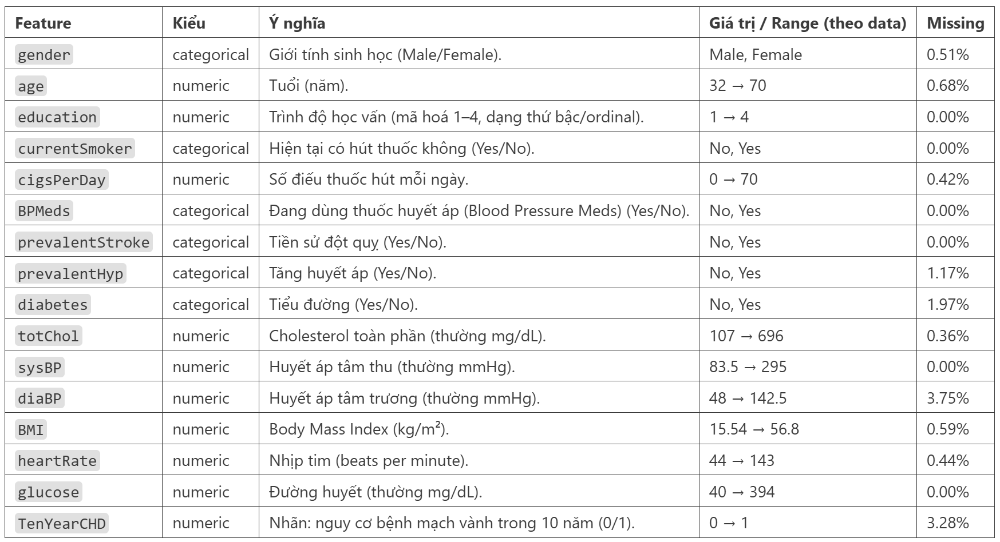 Feature Kiểu Ý nghĩa Giá trị / Range (theo data) Missing
gender categorical Giới tính sinh học (Male/Female). Male, Female 0.51%
age numeric Tuổi (năm). 32 → 70 0.68%
education numeric Trình độ học vấn (mã hoá 1–4, dạng thứ bậc/ordinal). 1 → 4 0.00%
currentSmoker categorical Hiện tại có hút thuốc không (Yes/No). No, Yes 0.00%
cigsPerDay numeric Số điếu thuốc hút mỗi ngày. 0 → 70 0.42%
BPMeds categorical Đang dùng thuốc huyết áp (Blood Pressure Meds) (Yes/No). No, Yes 0.00%
prevalentStroke categorical Tiền sử đột quỵ (Yes/No). No, Yes 0.00%
prevalentHyp categorical Tăng huyết áp (Yes/No). No, Yes 1.17%
diabetes categorical Tiểu đường (Yes/No). No, Yes 1.97%
totChol numeric Cholesterol toàn phần (thường mg/dL). 107 → 696 0.36%
sysBP numeric Huyết áp tâm thu (thường mmHg). 83.5 → 295 0.00%
diaBP numeric Huyết áp tâm trương (thường mmHg). 48 → 142.5 3.75%
BMI numeric Body Mass Index (kg/m²). 15.54 → 56.8 0.59%
heartRate numeric Nhịp tim (beats per minute). 44 → 143 0.44%
glucose numeric Đường huyết (thường mg/dL). 40 → 394 0.00%
TenYearCHD numeric Nhãn: nguy cơ bệnh mạch vành trong 10 năm (0/1). 0 → 1 3.28%